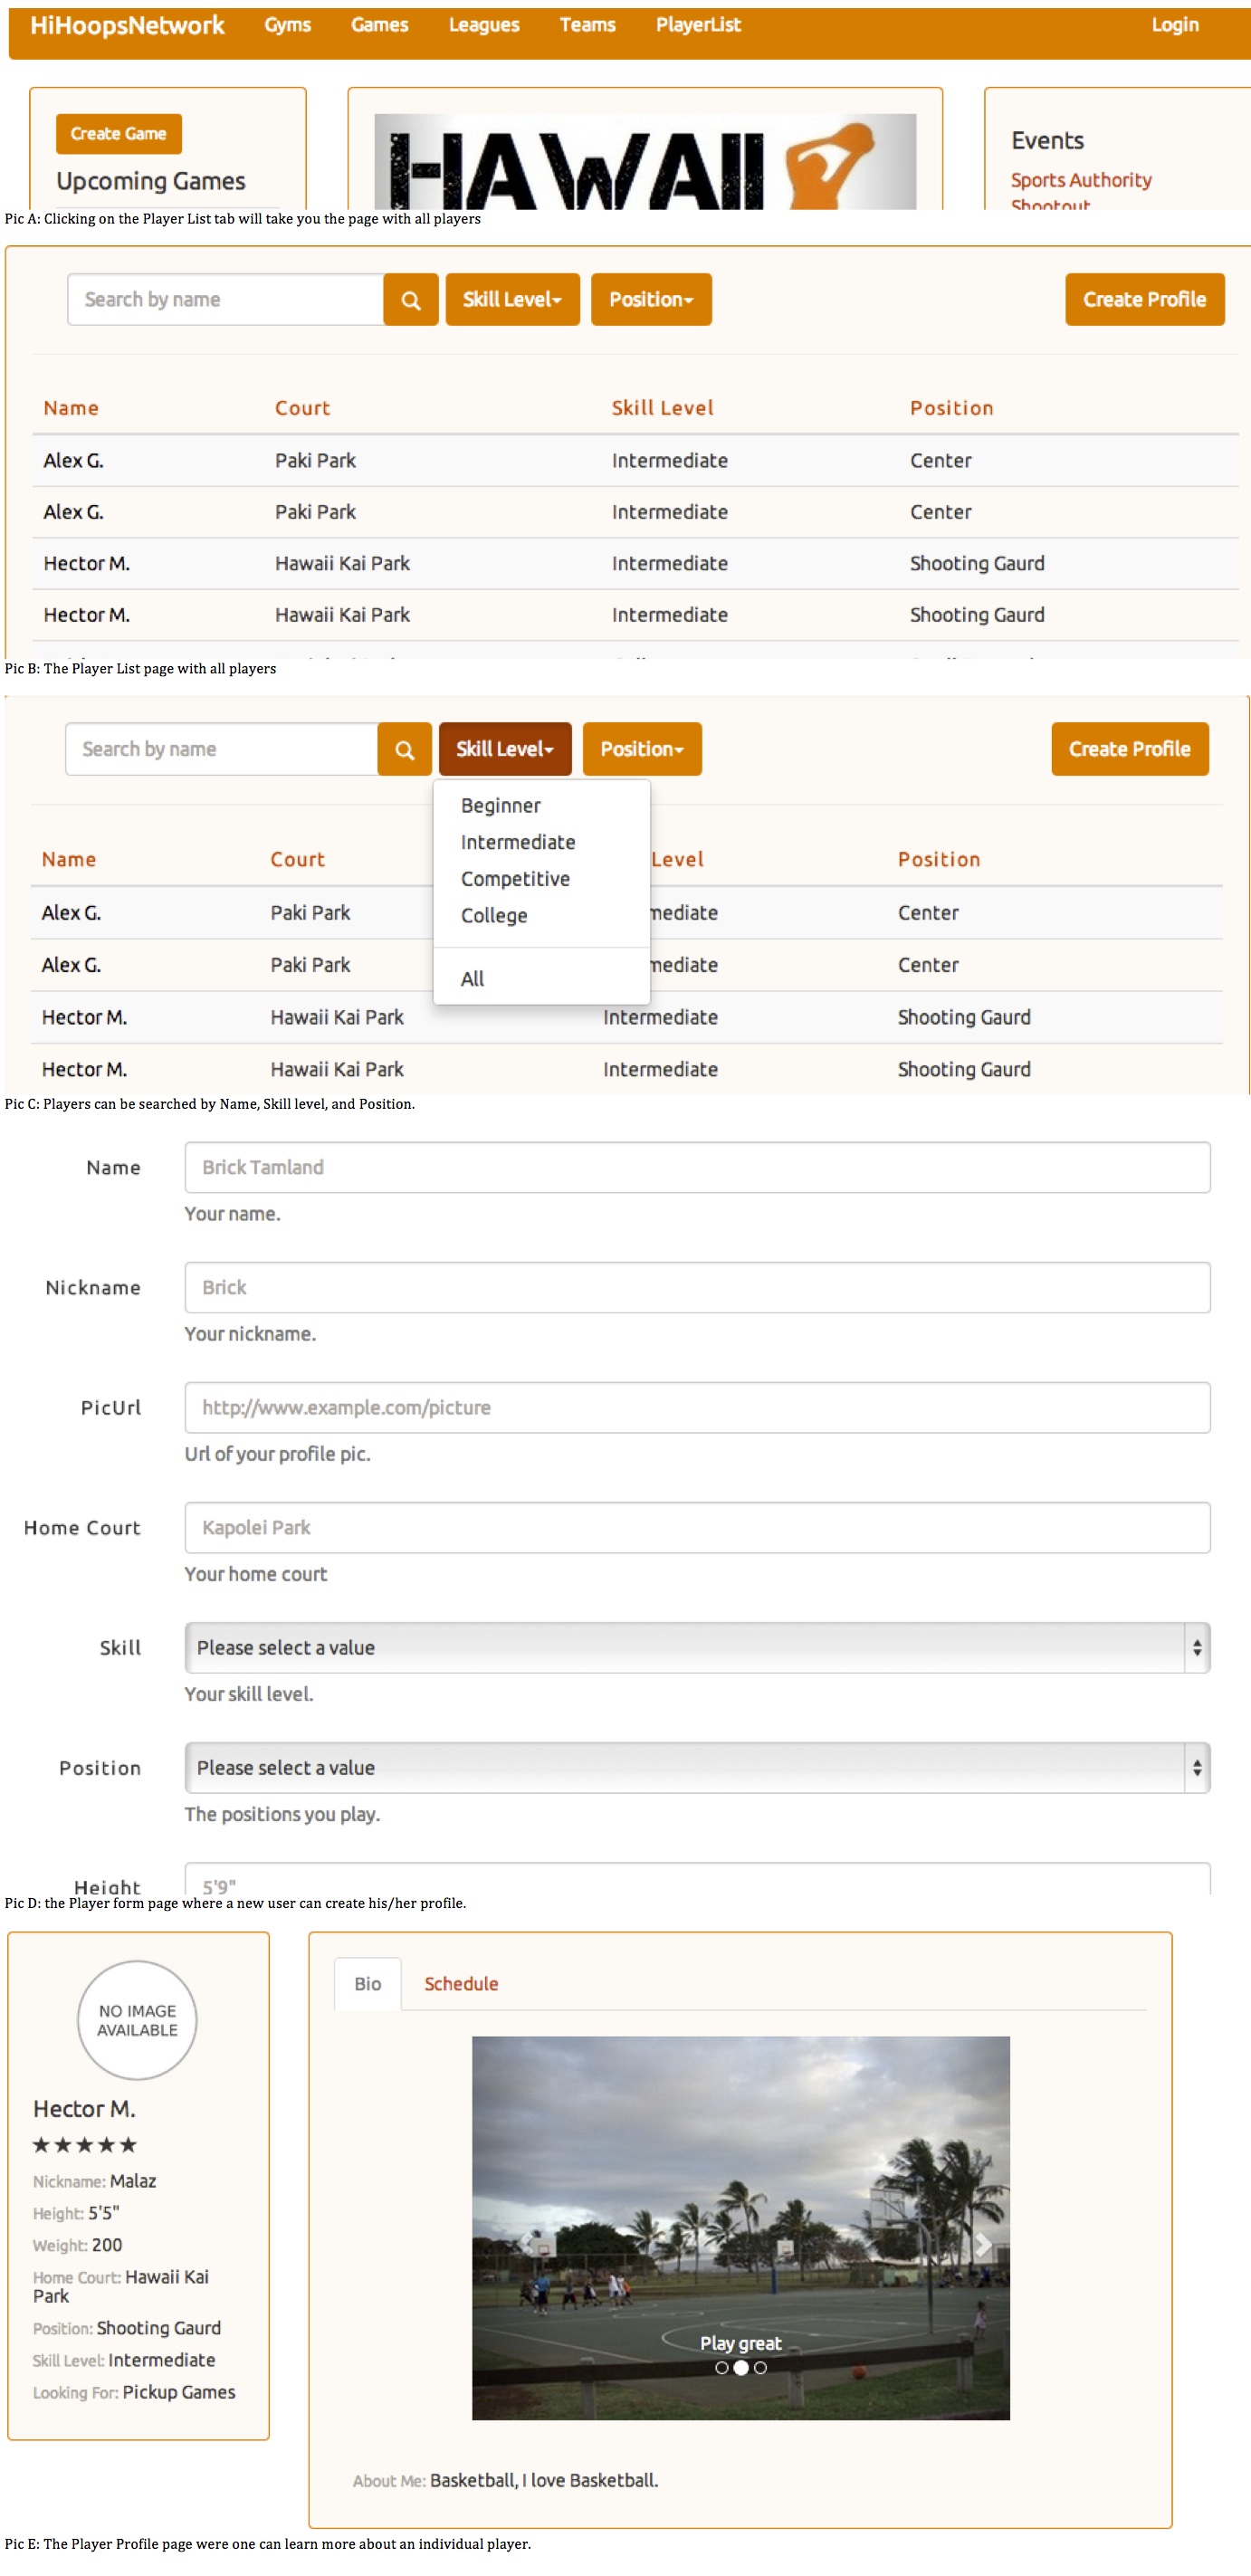 HiHoopsNetwork Gyms Games Leagues Teams PlayerList Login
Create Game
Upcoming Games
HAWAII
Events
Sports Authority
Shootout
Pic A: Clicking on the Player List tab will take you the page with all players
Search by name Skill Level Position Create Profile
Name Court Skill Level Position
Alex G. Paki Park Intermediate Center
Alex G. Paki Park Intermediate Center
Hector M. Hawaii Kai Park Intermediate Shooting Gaurd
Hector M. Hawaii Kai Park Intermediate Shooting Gaurd
Pic B: The Player List page with all players
Search by name Skill Level Position Create Profile
Beginner
Intermediate
Competitive
College
All
Name Court Level Position
Alex G. Paki Park mediate Center
Alex G. Paki Park mediate Center
Hector M. Hawaii Kai Park Intermediate Shooting Gaurd
Hector M. Hawaii Kai Park Intermediate Shooting Gaurd
Pic C: Players can be searched by Name, Skill level, and Position.
Name Brick Tamland
Your name.
Nickname Brick
Your nickname.
PicUrl http://www.example.com/picture
Url of your profile pic.
Home Court Kapolei Park
Your home court
Skill Please select a value
Your skill level.
Position Please select a value
The positions you play.
Height 5'9"
Pic D: the Player form page where a new user can create his/her profile.
NO IMAGE
AVAILABLE
Hector M.
★★★★★
Nickname: Malaz
Height: 5'5"
Weight: 200
Home Court: Hawaii Kai
Park
Position: Shooting Gaurd
Skill Level: Intermediate
Looking For: Pickup Games
Bio Schedule
Play great
About Me: Basketball, I love Basketball.
Pic E: The Player Profile page were one can learn more about an individual player.